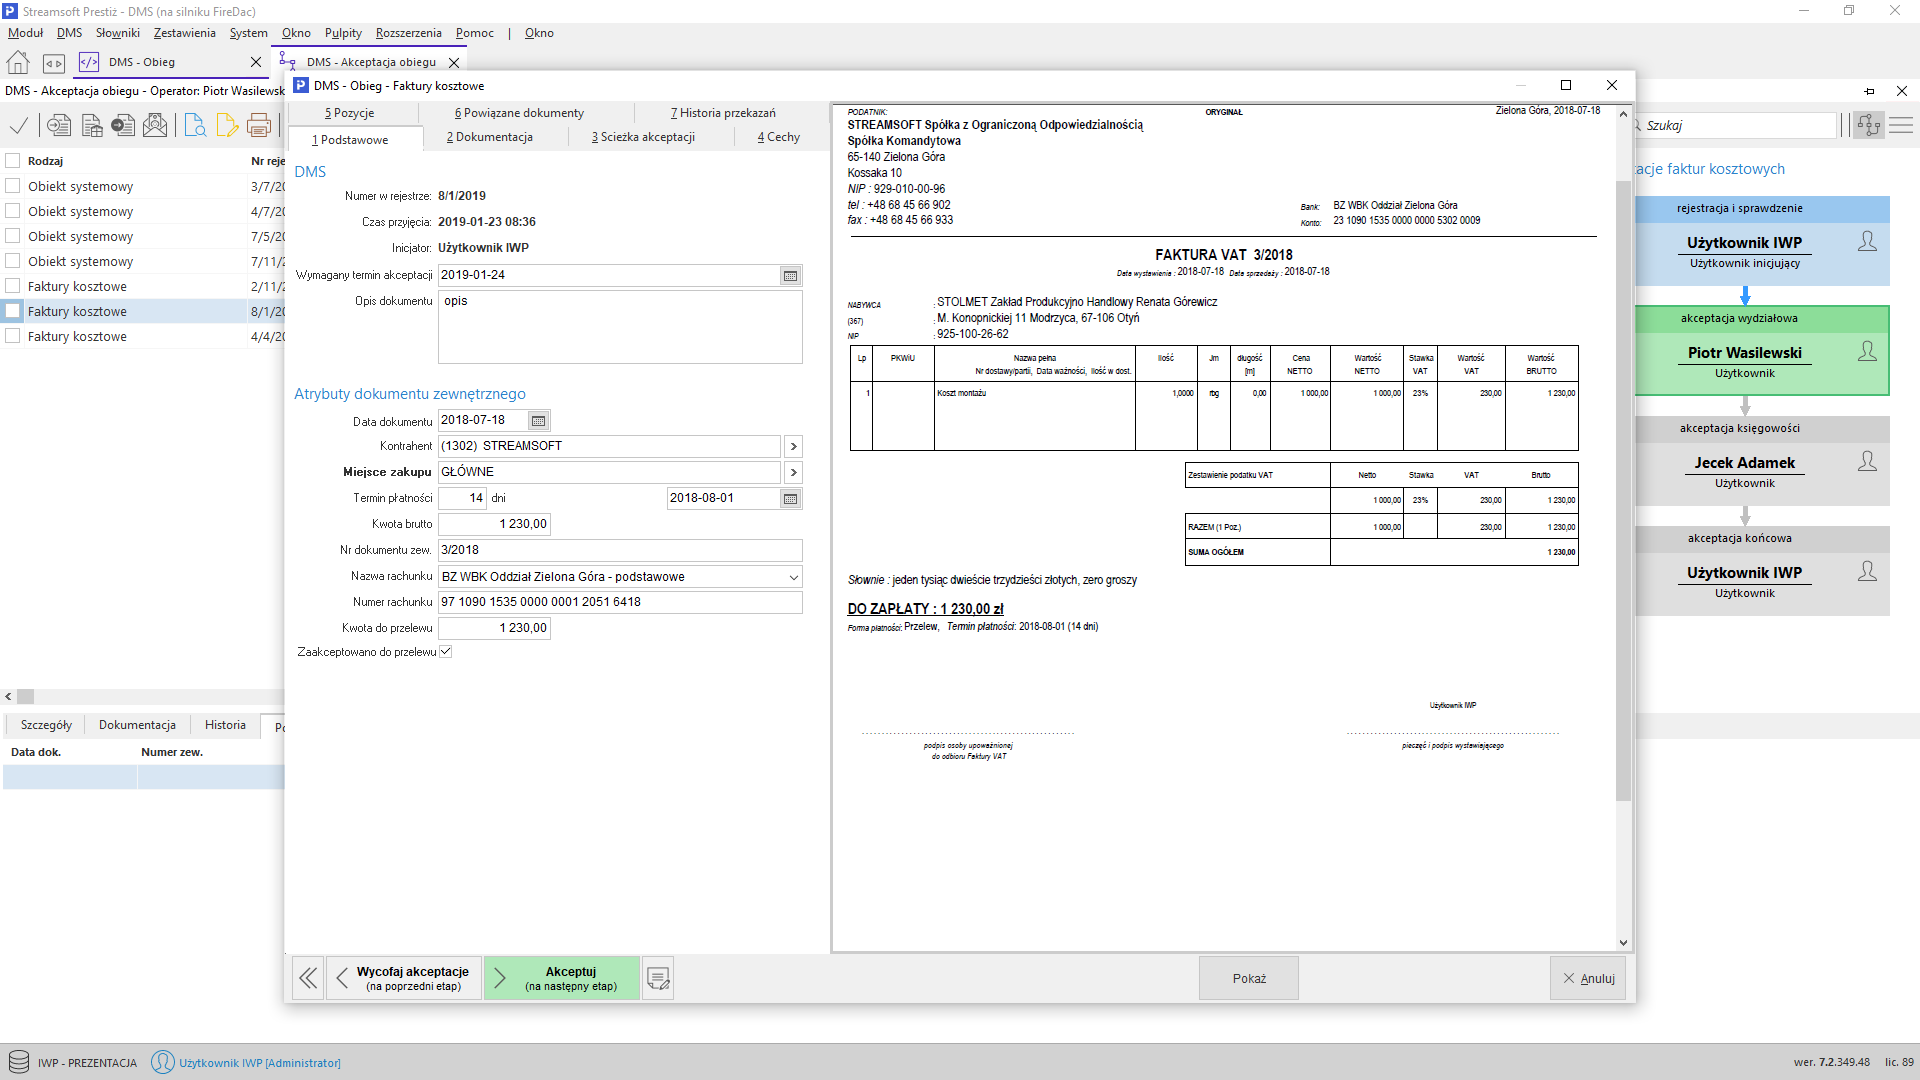 Streamsoft Prestiż - DMS (na silniku FireDac)
Moduł DMS Słowniki Zestawienia System Okno Pulpity Rozszerzenia Pomoc | Okno
DMS - Obieg
DMS - Akceptacja obiegu
DMS - Akceptacja obiegu - Operator: Piotr Wasilewsk
Rodzaj Nr reje
Obiekt systemowy 3/7/20
Obiekt systemowy 4/7/20
Obiekt systemowy 7/5/20
Obiekt systemowy 7/11/2
Faktury kosztowe 2/11/2
Faktury kosztowe 8/1/20
Faktury kosztowe 4/4/20
Szczegóły Dokumentacja Historia Po
Data dok. Numer zew.
DMS - Obieg - Faktury kosztowe
5 Pozycje 6 Powiązane dokumenty 7 Historia przekazań
1 Podstawowe 2 Dokumentacja 3 Scieżka akceptacji 4 Cechy
DMS
Numer w rejestrze: 8/1/2019
Czas przyjęcia: 2019-01-23 08:36
Inicjator: Użytkownik IWP
Wymagany termin akceptacji 2019-01-24
Opis dokumentu opis
Atrybuty dokumentu zewnętrznego
Data dokumentu 2018-07-18
Kontrahent (1302) STREAMSOFT
Miejsce zakupu GŁÓWNE
Termin płatności 14 dni 2018-08-01
Kwota brutto 1 230,00
Nr dokumentu zew. 3/2018
Nazwa rachunku BZ WBK Oddział Zielona Góra - podstawowe
Numer rachunku 97 1090 1535 0000 0001 2051 6418
Kwota do przelewu 1 230,00
Zaakceptowano do przelewu
PODATNIK: ORYGINAŁ Zielona Góra, 2018-07-18
STREAMSOFT Spółka z Ograniczoną Odpowiedzialnością
Spółka Komandytowa
65-140 Zielona Góra
Kossaka 10
NIP : 929-010-00-96
tel : +48 68 45 66 902
fax : +48 68 45 66 933
Bank: BZ WBK Oddział Zielona Góra
Konto: 23 1090 1535 0000 0000 5302 0009
FAKTURA VAT 3/2018
Data wystawienia : 2018-07-18 Data sprzedaży : 2018-07-18
NABYWCA : STOLMET Zakład Produkcyjno Handlowy Renata Górewicz
(367) : M. Konopnickiej 11 Modrzyca, 67-106 Otyń
NIP : 925-100-26-62
Lp PKWiU Nazwa pełna Ilość Jm długość Cena Wartość Stawka Wartość Wartość
Nr dostawy/partii, Data ważności, Ilość w dost. [m] NETTO NETTO VAT VAT BRUTTO
1 Koszt montażu 1,0000 rbg 0,00 1 000,00 1 000,00 23% 230,00 1 230,00
Zestawienie podatku VAT Netto Stawka VAT Brutto
1 000,00 23% 230,00 1 230,00
RAZEM (1 Poz.) 1 000,00 230,00 1 230,00
SUMA OGÓŁEM 1 230,00
Słownie : jeden tysiąc dwieście trzydzieści złotych, zero groszy
DO ZAPŁATY : 1 230,00 zł
Forma płatności: Przelew, Termin płatności: 2018-08-01 (14 dni)
Użytkownik IWP
podpis osoby upoważnionej
do odbioru Faktury VAT
pieczęć i podpis wystawiającego
Wycofaj akceptacje
(na poprzedni etap)
Akceptuj
(na następny etap)
Pokaż
Anuluj
Szukaj
acje faktur kosztowych
rejestracja i sprawdzenie
Użytkownik IWP
Użytkownik inicjujący
akceptacja wydziałowa
Piotr Wasilewski
Użytkownik
akceptacja księgowości
Jecek Adamek
Użytkownik
akceptacja końcowa
Użytkownik IWP
Użytkownik
IWP - PREZENTACJA Użytkownik IWP [Administrator] wer. 7.2.349.48 lic. 89